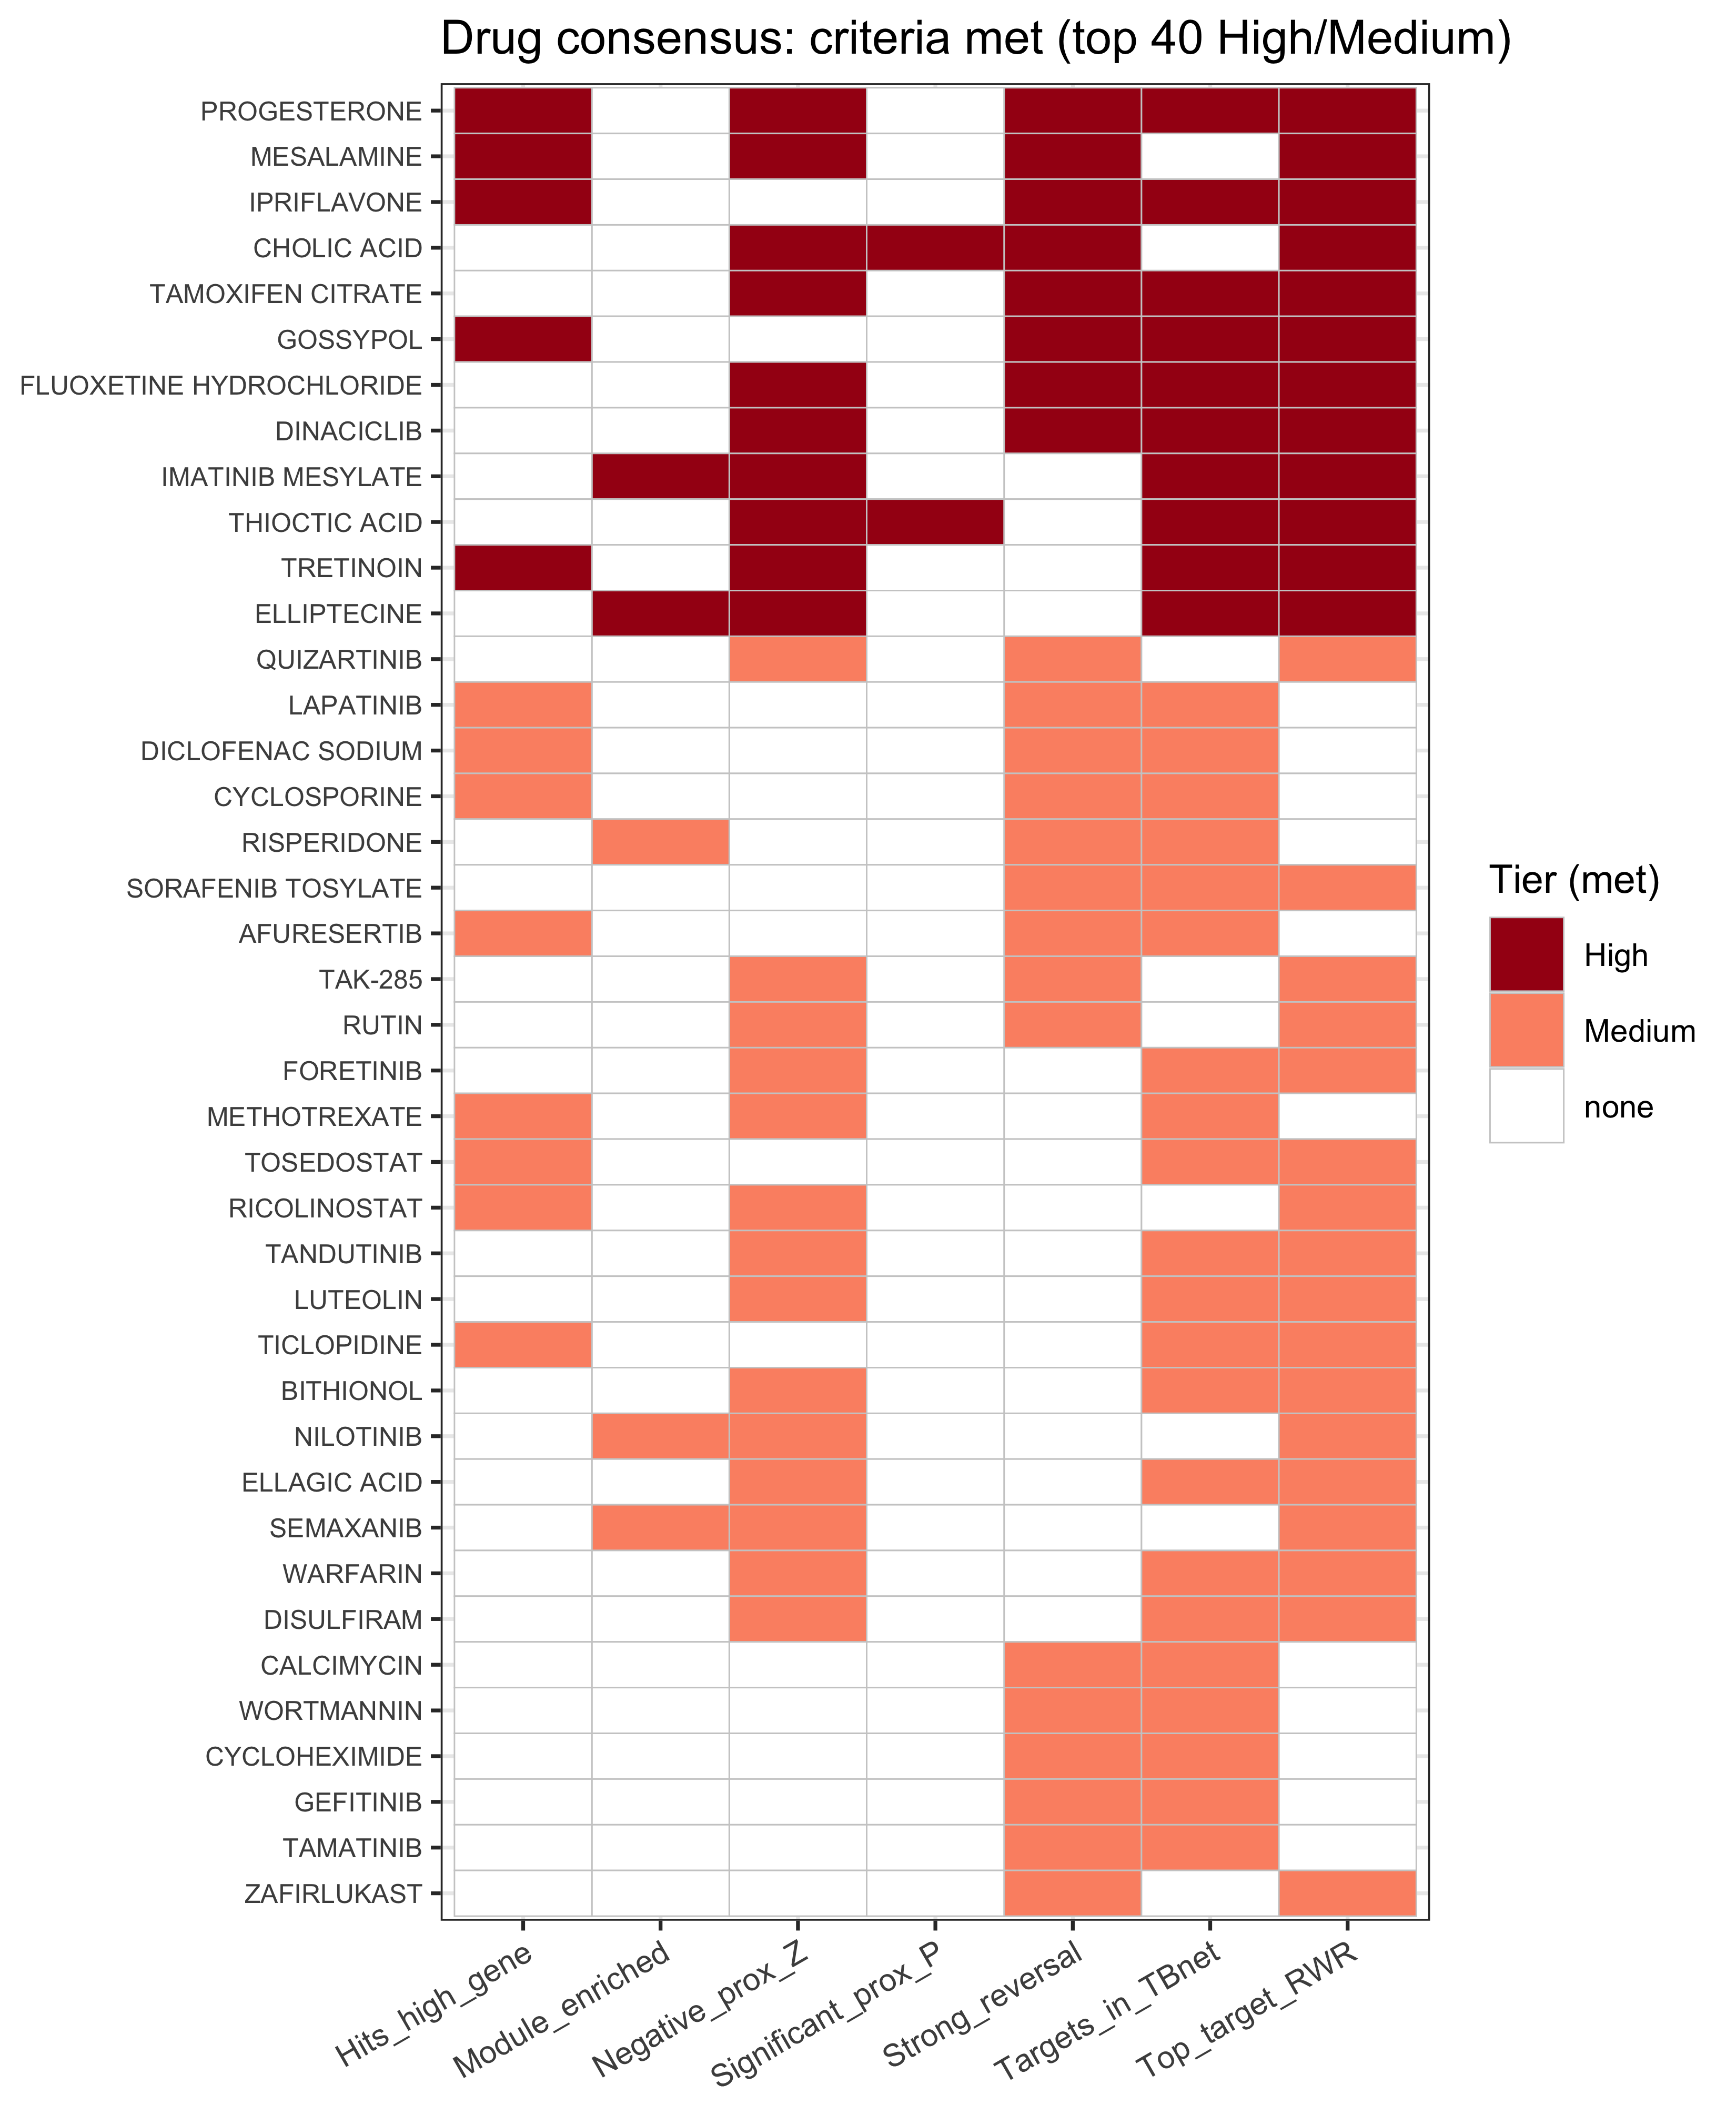 Drug consensus: criteria met (top 40 High/Medium)
PROGESTERONE
MESALAMINE
IPRIFLAVONE
CHOLIC ACID
TAMOXIFEN CITRATE
GOSSYPOL
FLUOXETINE HYDROCHLORIDE
DINACICLIB
IMATINIB MESYLATE
THIOCTIC ACID
TRETINOIN
ELLIPTECINE
QUIZARTINIB
LAPATINIB
DICLOFENAC SODIUM
CYCLOSPORINE
RISPERIDONE
SORAFENIB TOSYLATE
AFURESERTIB
TAK-285
RUTIN
FORETINIB
METHOTREXATE
TOSEDOSTAT
RICOLINOSTAT
TANDUTINIB
LUTEOLIN
TICLOPIDINE
BITHIONOL
NILOTINIB
ELLAGIC ACID
SEMAXANIB
WARFARIN
DISULFIRAM
CALCIMYCIN
WORTMANNIN
CYCLOHEXIMIDE
GEFITINIB
TAMATINIB
ZAFIRLUKAST
Hits_high_gene
Module_enriched
Negative_prox_Z
Significant_prox_P
Strong_reversal
Targets_in_TBnet
Top_target_RWR
Tier (met)
High
Medium
none